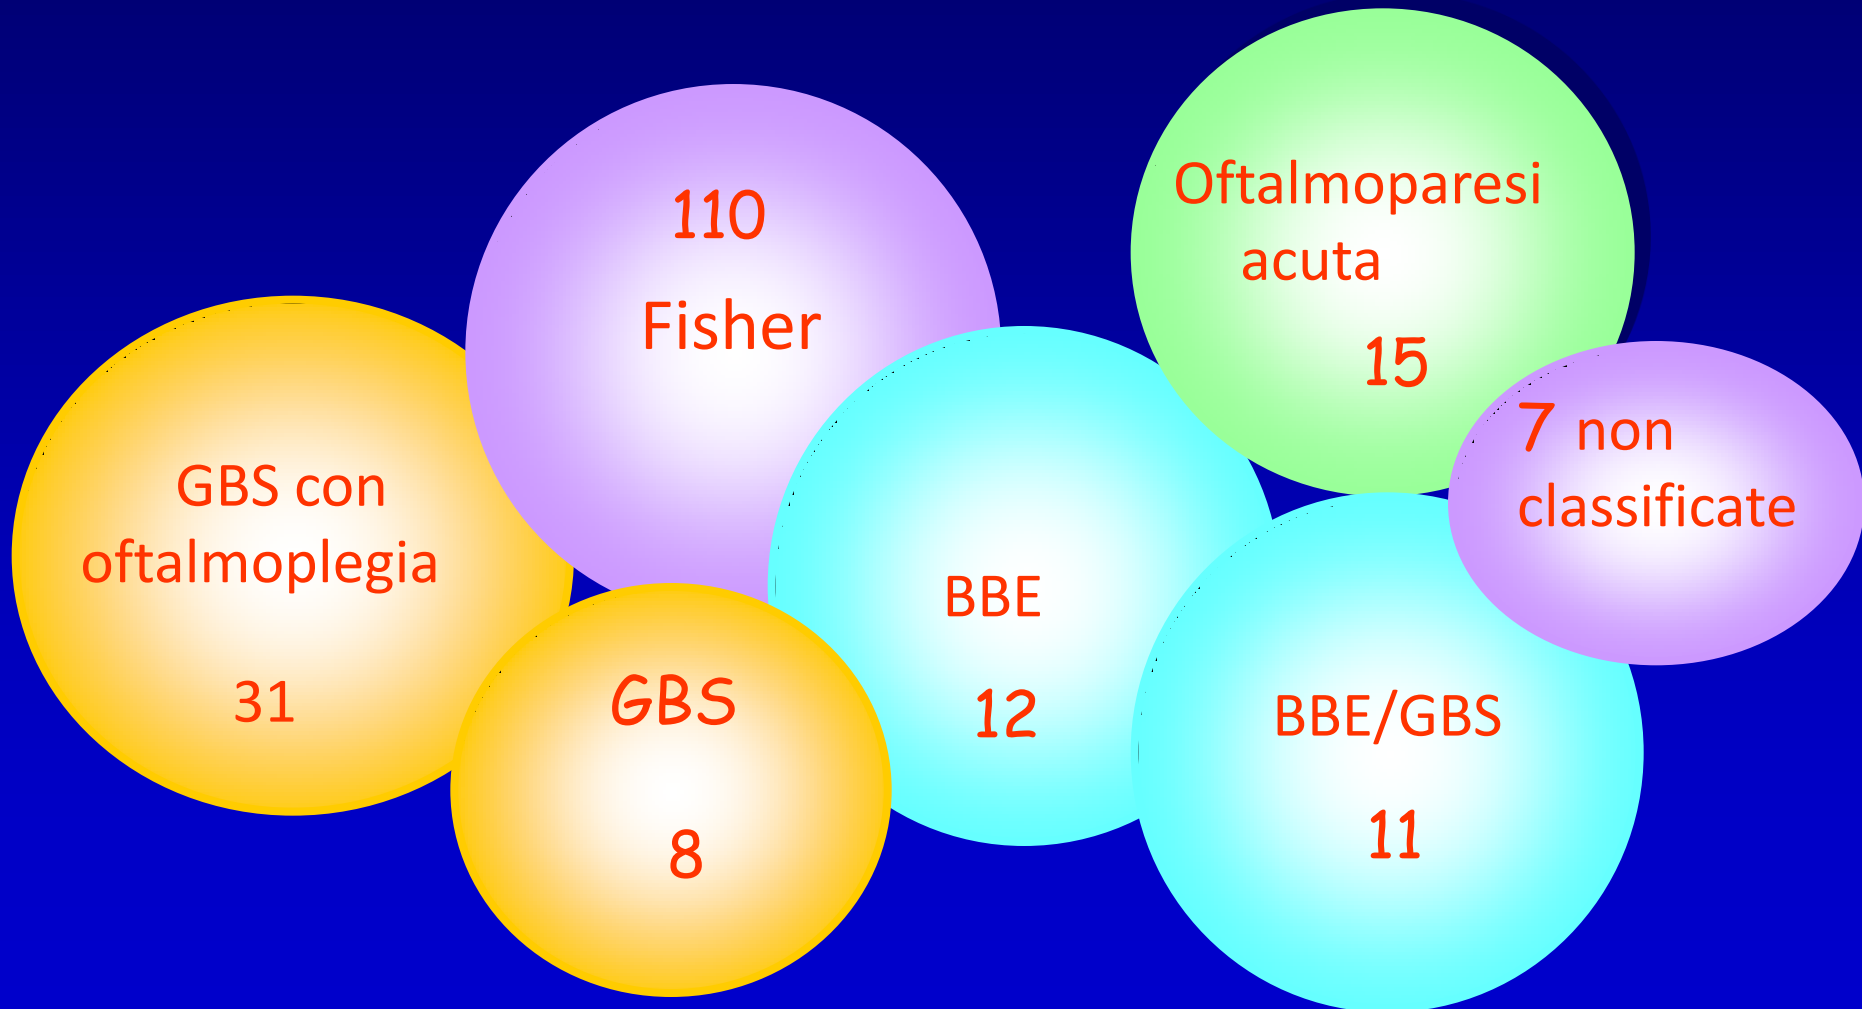 110
Fisher
Oftalmoparesi
acuta
15
7 non
classificate
GBS con
oftalmoplegia
31
GBS
8
BBE
12
BBE/GBS
11